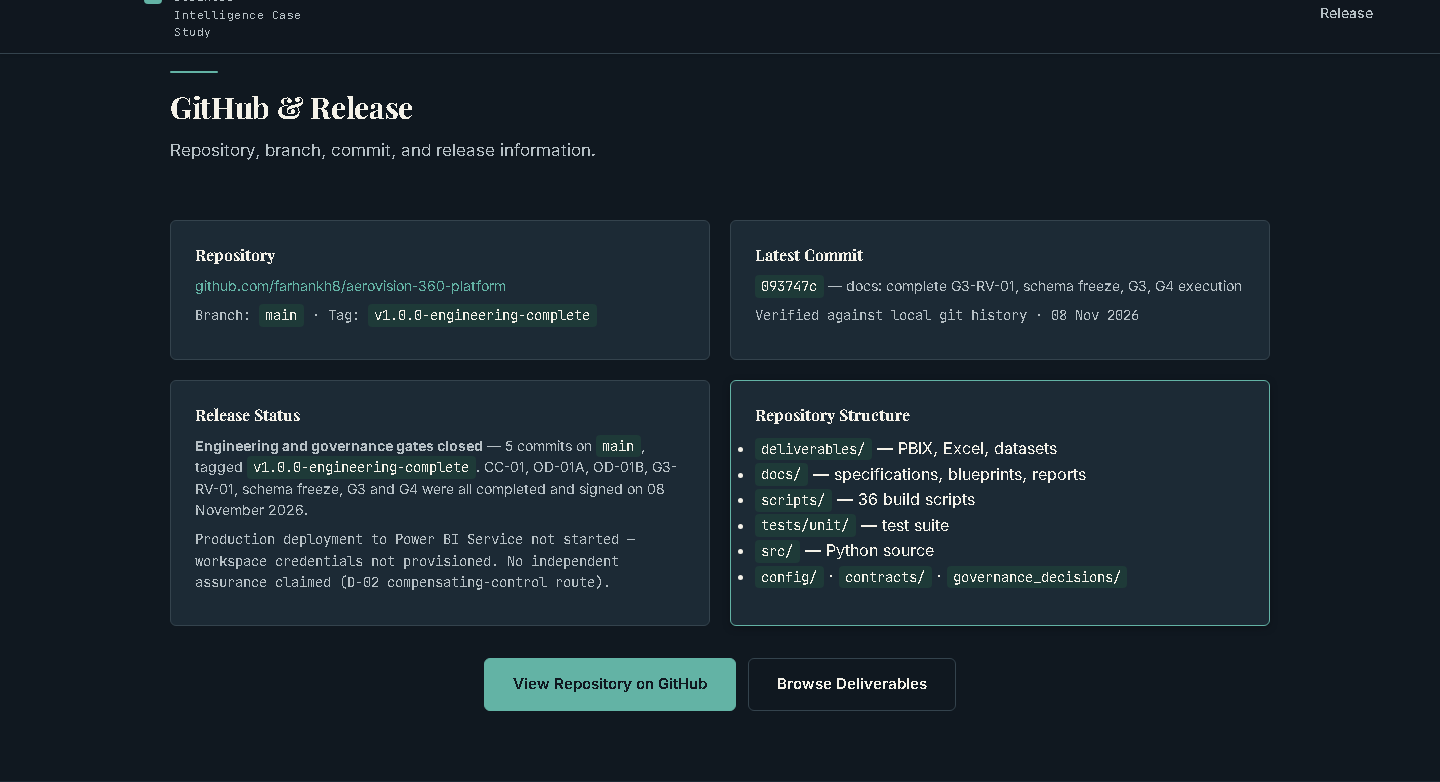 Intelligence Case
Study
Release
GitHub & Release
Repository, branch, commit, and release information.
Repository
github.com/farhankh8/aerovision-360-platform
Branch: main · Tag: v1.0.0-engineering-complete
Latest Commit
093747c — docs: complete G3-RV-01, schema freeze, G3, G4 execution
Verified against local git history · 08 Nov 2026
Release Status
Engineering and governance gates closed — 5 commits on main,
tagged v1.0.0-engineering-complete. CC-01, OD-01A, OD-01B, G3-
RV-01, schema freeze, G3 and G4 were all completed and signed on 08
November 2026.
Production deployment to Power BI Service not started —
workspace credentials not provisioned. No independent
assurance claimed (D-02 compensating-control route).
Repository Structure
• deliverables/ — PBIX, Excel, datasets
• docs/ — specifications, blueprints, reports
• scripts/ — 36 build scripts
• tests/unit/ — test suite
• src/ — Python source
• config/ · contracts/ · governance_decisions/
View Repository on GitHub
Browse Deliverables